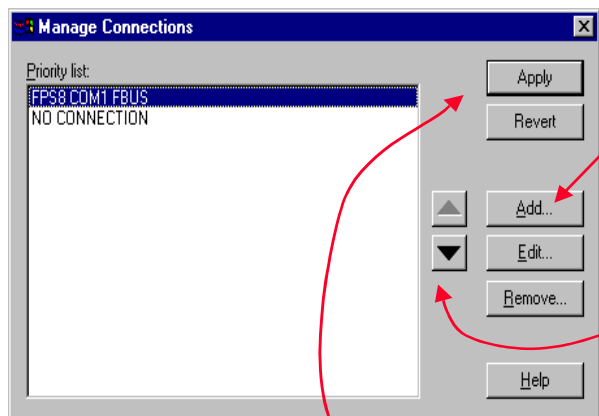 Manage Connections
Priority list:
FPS8 COM1 FBUS
NO CONNECTION
Apply
Revert
Add...
Edit...
Remove...
Help